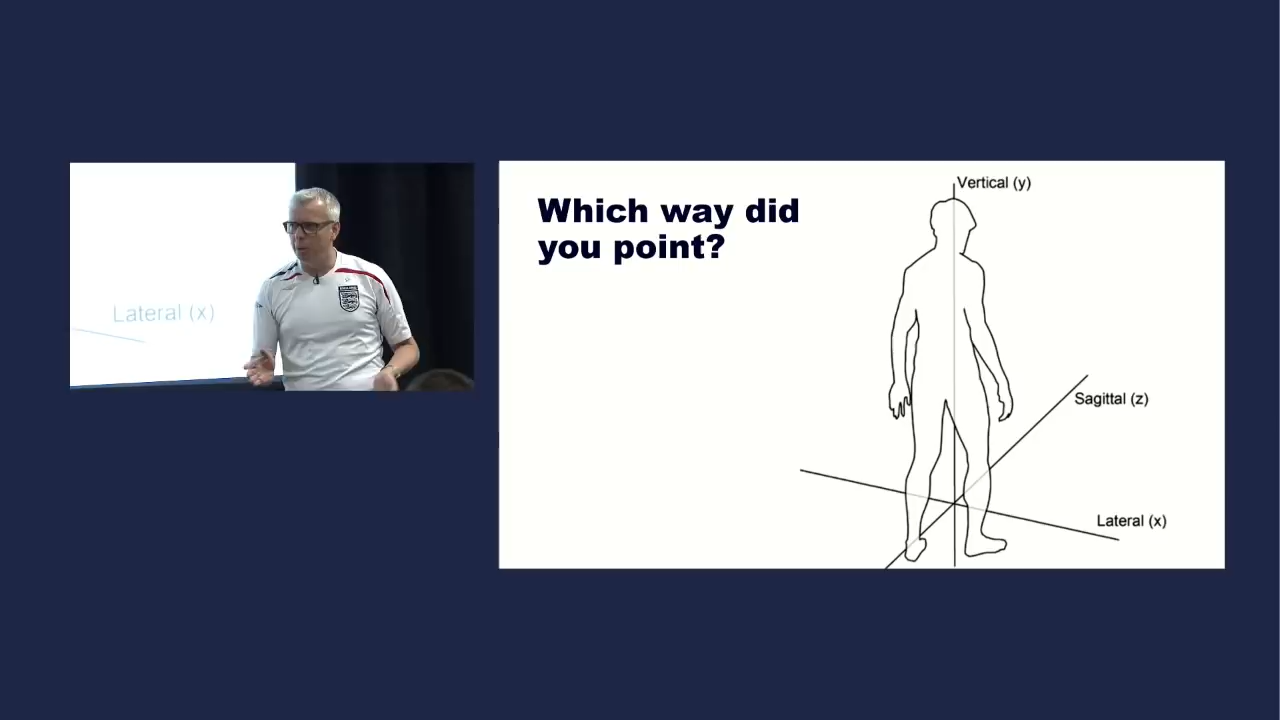 Lateral (x)
Which way did
you point?
Vertical (y)
Sagittal (z)
Lateral (x)